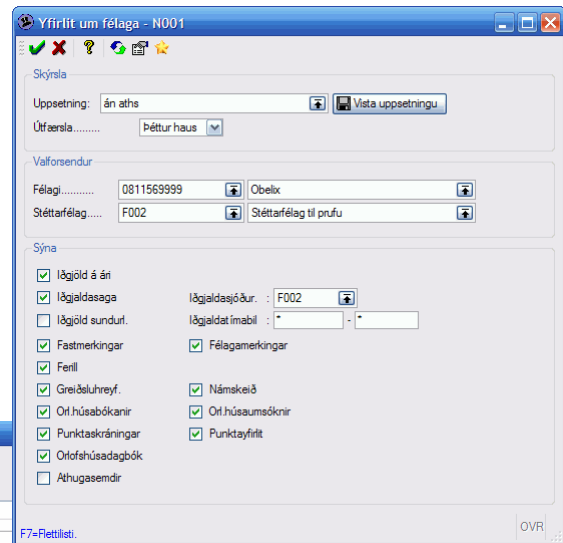 Yfirlit um félaga - N001
Skýrsla
Uppsetning: án aths Vista uppsetningu
Útfærsla......... Þéttur haus
Valforsendur
Félagi........... 0811569999 Obelix
Stéttarfélag..... F002 Stéttarfélag til prufu
Sýna
Iðgjöld á ári
Iðgjaldasaga Iðgjaldasjóður. : F002
Iðgjöld sundurl. Iðgjaldatímabil : * - *
Fastmerkingar Félagamerkingar
Ferill
Greiðsluhreyf. Námskeið
Orl.húsabókanir Orl.húsaumsóknir
Punktaskráningar Punktayfirlit
Orlofshúsadagbók
Athugasemdir
F7=Flettilisti. OVR